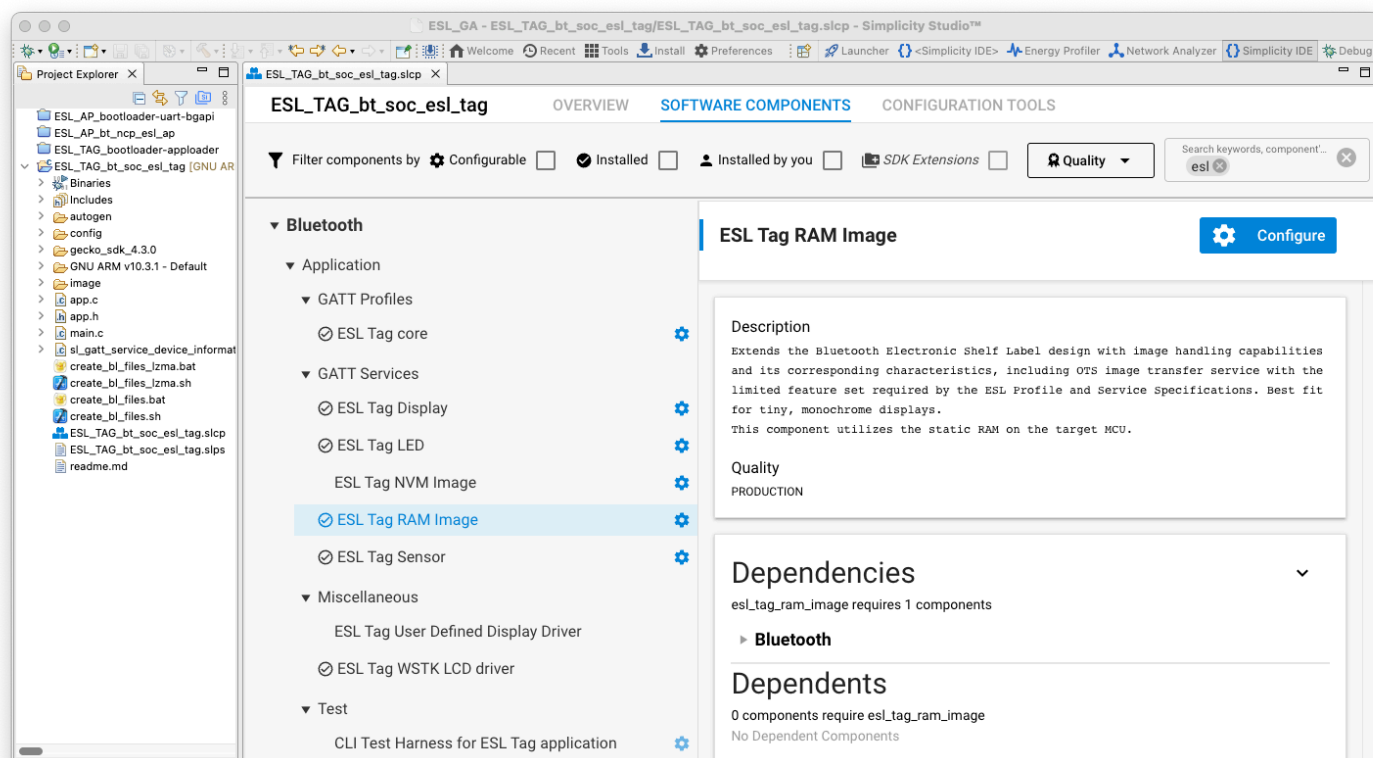 ESL_GA - ESL_TAG_bt_soc_esl_tag/ESL_TAG_bt_soc_esl_tag.slcp - Simplicity Studio™
Welcome Recent Tools Install Preferences Launcher <Simplicity IDE> Energy Profiler Network Analyzer Simplicity IDE Debug
Project Explorer
ESL_AP_bootloader-uart-bgapi
ESL_AP_bt_ncp_esl_ap
ESL_TAG_bootloader-apploader
ESL_TAG_bt_soc_esl_tag [GNU AR
Binaries
Includes
autogen
config
gecko_sdk_4.3.0
GNU ARM v10.3.1 - Default
image
app.c
app.h
main.c
sl_gatt_service_device_informat
create_bl_files_lzma.bat
create_bl_files_lzma.sh
create_bl_files.bat
create_bl_files.sh
ESL_TAG_bt_soc_esl_tag.slcp
ESL_TAG_bt_soc_esl_tag.slps
readme.md
ESL_TAG_bt_soc_esl_tag.slcp
ESL_TAG_bt_soc_esl_tag OVERVIEW SOFTWARE COMPONENTS CONFIGURATION TOOLS
Filter components by Configurable Installed Installed by you SDK Extensions Quality
Search keywords, component'...
esl
Bluetooth
Application
GATT Profiles
ESL Tag core
GATT Services
ESL Tag Display
ESL Tag LED
ESL Tag NVM Image
ESL Tag RAM Image
ESL Tag Sensor
Miscellaneous
ESL Tag User Defined Display Driver
ESL Tag WSTK LCD driver
Test
CLI Test Harness for ESL Tag application
ESL Tag RAM Image
Configure
Description
Extends the Bluetooth Electronic Shelf Label design with image handling capabilities
and its corresponding characteristics, including OTS image transfer service with the
limited feature set required by the ESL Profile and Service Specifications. Best fit
for tiny, monochrome displays.
This component utilizes the static RAM on the target MCU.
Quality
PRODUCTION
Dependencies
esl_tag_ram_image requires 1 components
Bluetooth
Dependents
0 components require esl_tag_ram_image
No Dependent Components